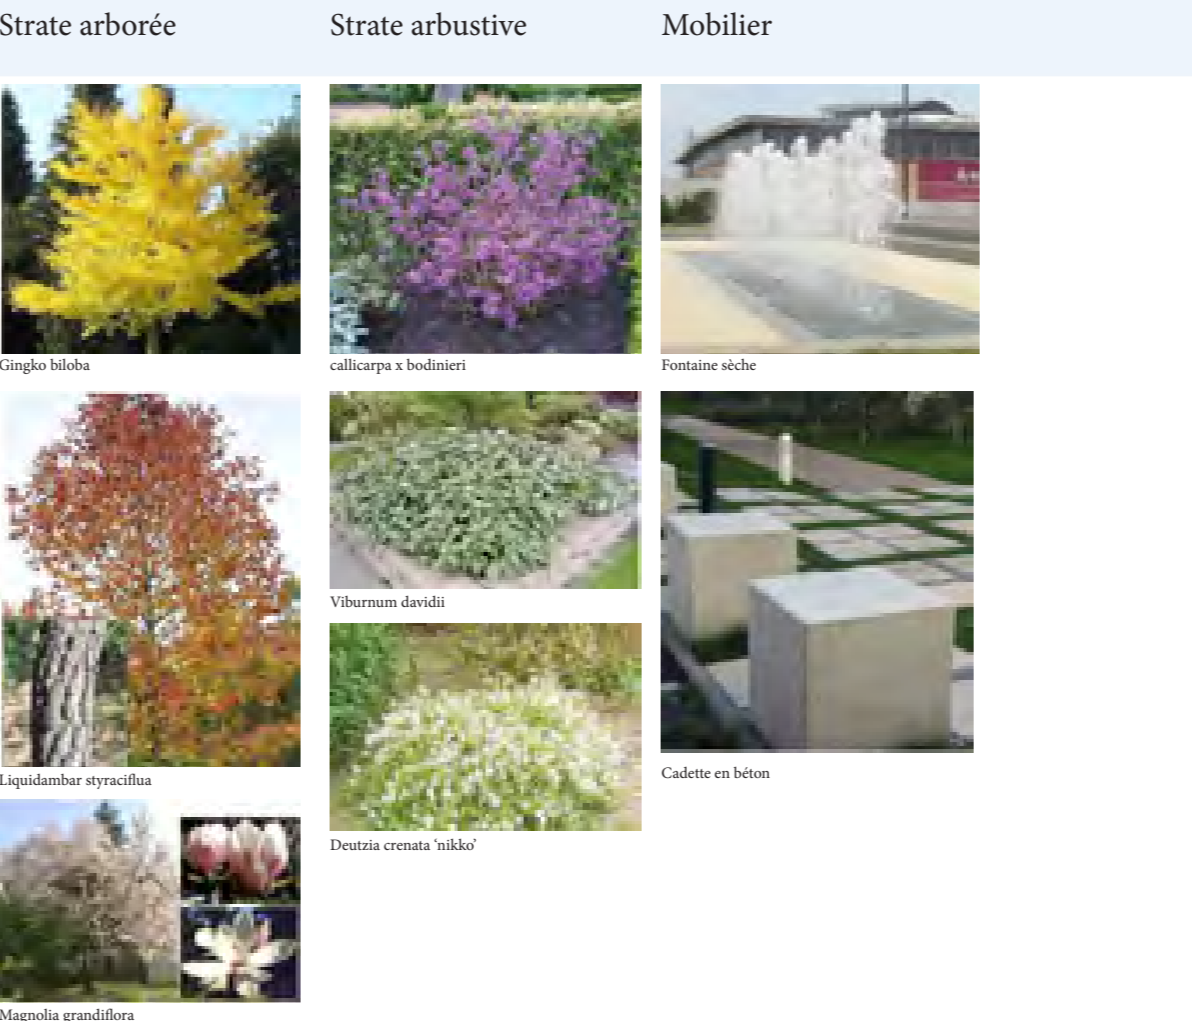 Strate arborée
Strate arbustive
Mobilier
Gingko biloba
callicarpa x bodinieri
Fontaine sèche
Liquidambar styraciflua
Viburnum davidii
Deutzia crenata ‘nikko’
Cadette en béton
Magnolia grandiflora